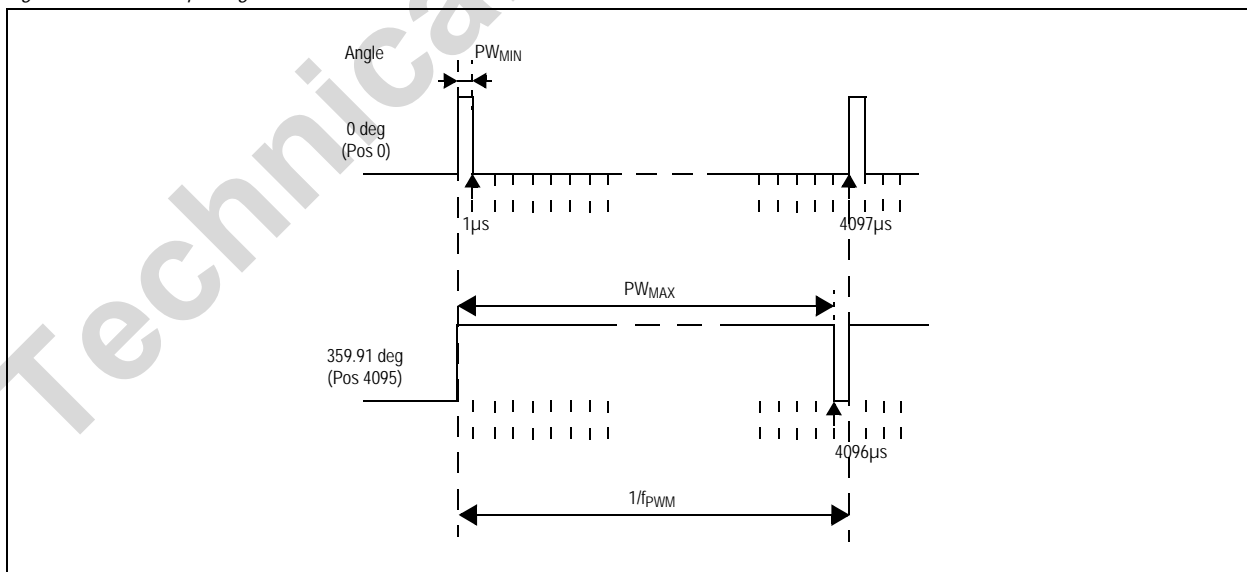 Angle
PWMIN
0 deg
(Pos 0)
1µs
4097µs
PWMAX
359.91 deg
(Pos 4095)
4096µs
1/fPWM
Technica